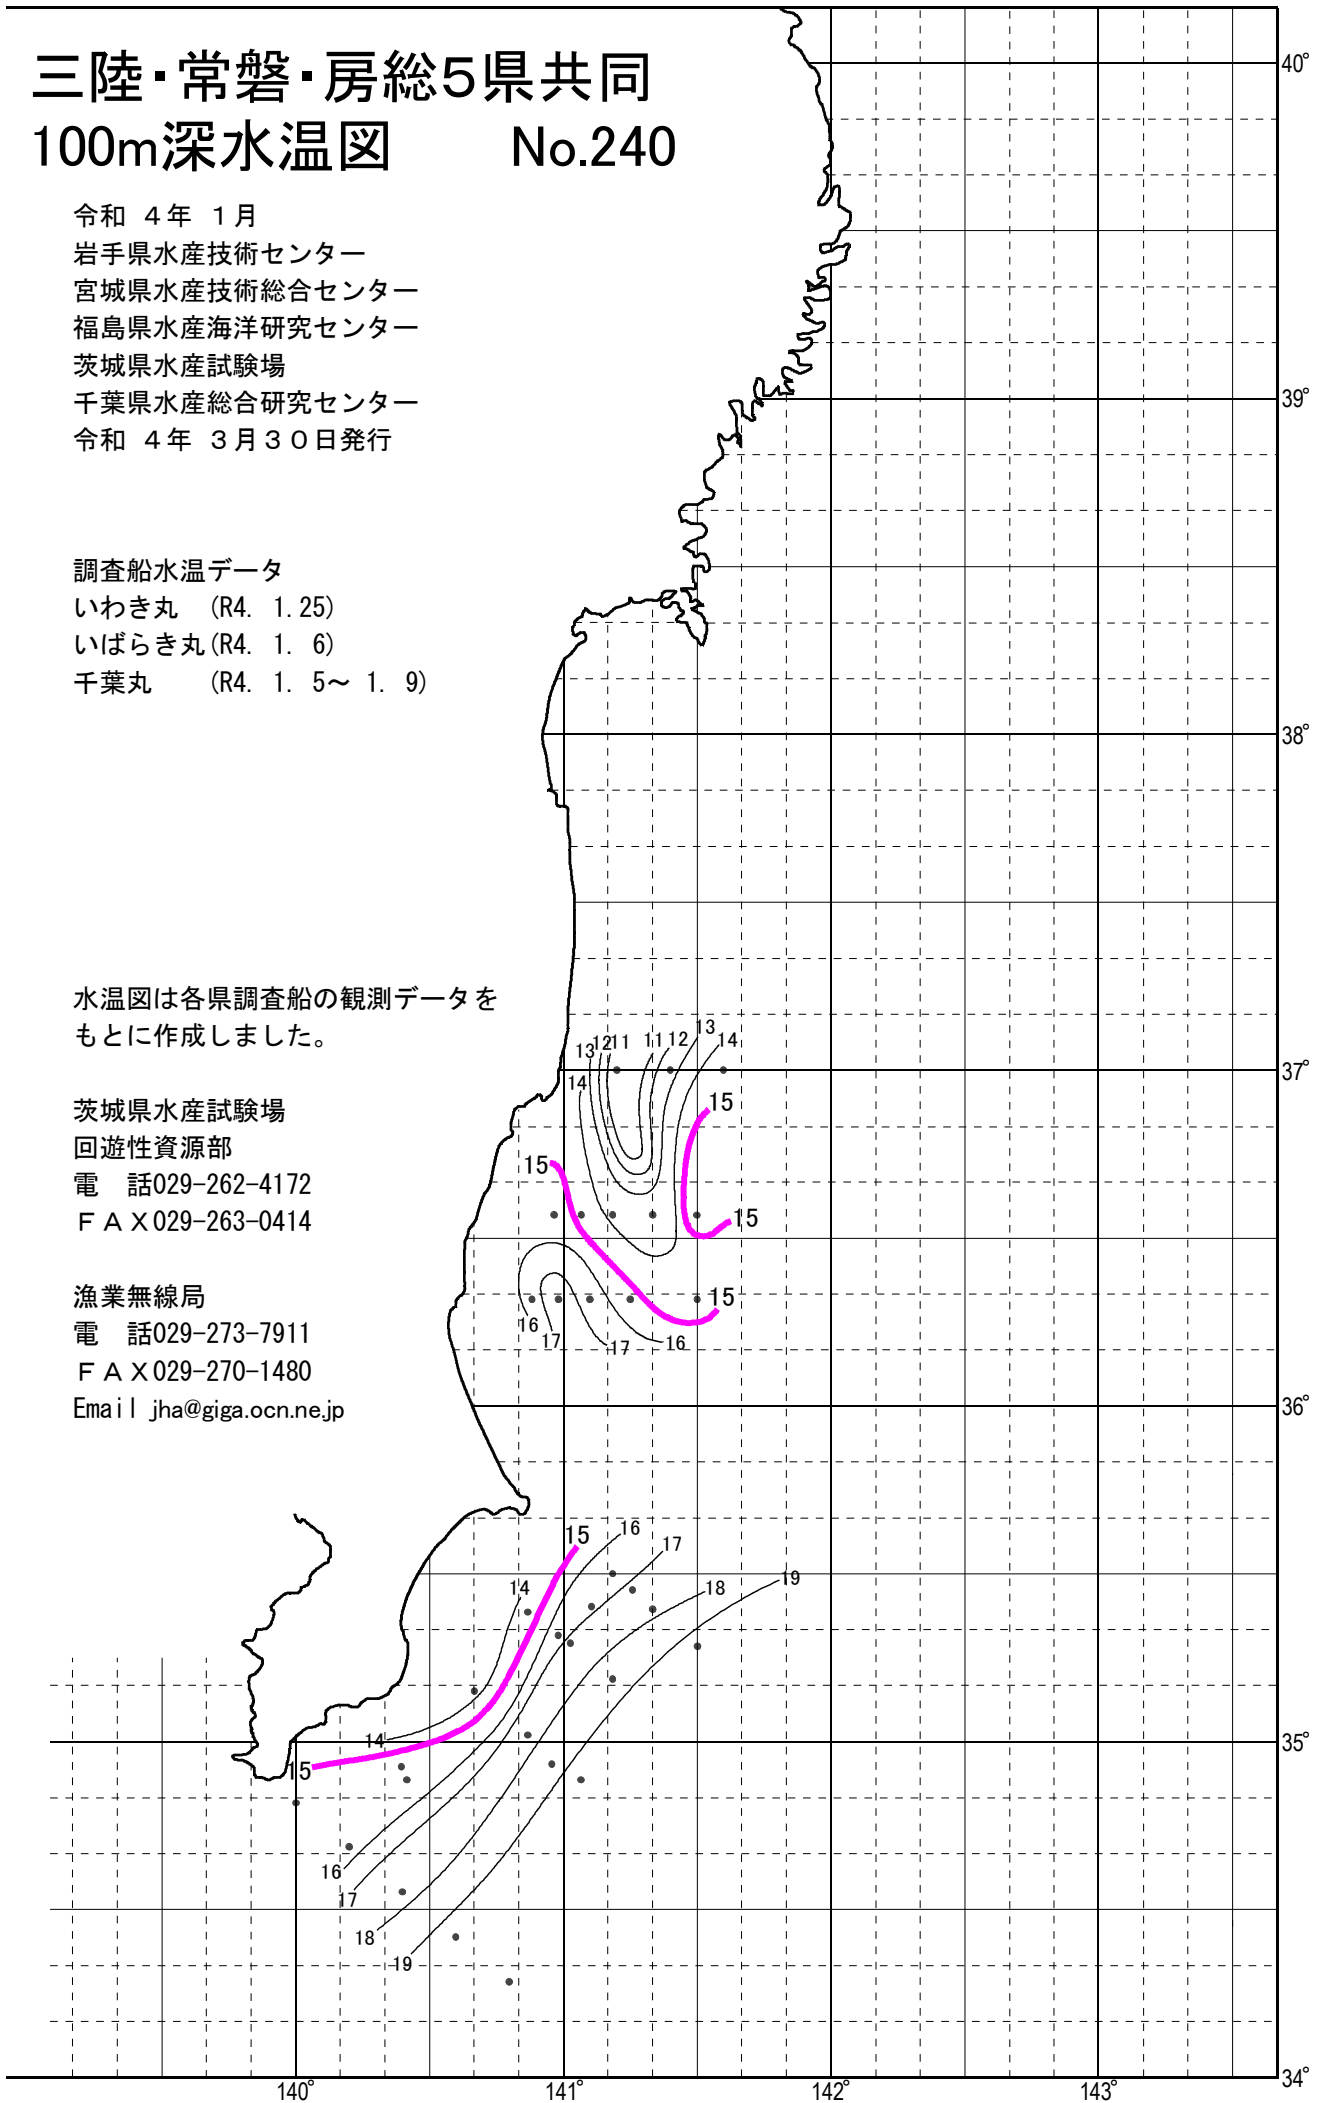 三陸・常磐・房総５県共同
100m深水温図 No.240
令和 ４年 １月
岩手県水産技術センター
宮城県水産技術総合センター
福島県水産海洋研究センター
茨城県水産試験場
千葉県水産総合研究センター
令和 ４年 ３月３０日発行
調査船水温データ
いわき丸 (R4. 1.25)
いばらき丸(R4. 1. 6)
千葉丸 (R4. 1. 5～ 1. 9)
水温図は各県調査船の観測データを
もとに作成しました。
茨城県水産試験場
回遊性資源部
電 話029-262-4172
ＦＡＸ029-263-0414
漁業無線局
電 話029-273-7911
ＦＡＸ029-270-1480
Email jha@giga.ocn.ne.jp
40°
39°
38°
37°
36°
35°
34°
140°
141°
142°
143°
14
13
12
11
11
12
13
14
15
15
15
15
16
17
17
16
15
16
17
18
19
14
14
15
16
17
18
19